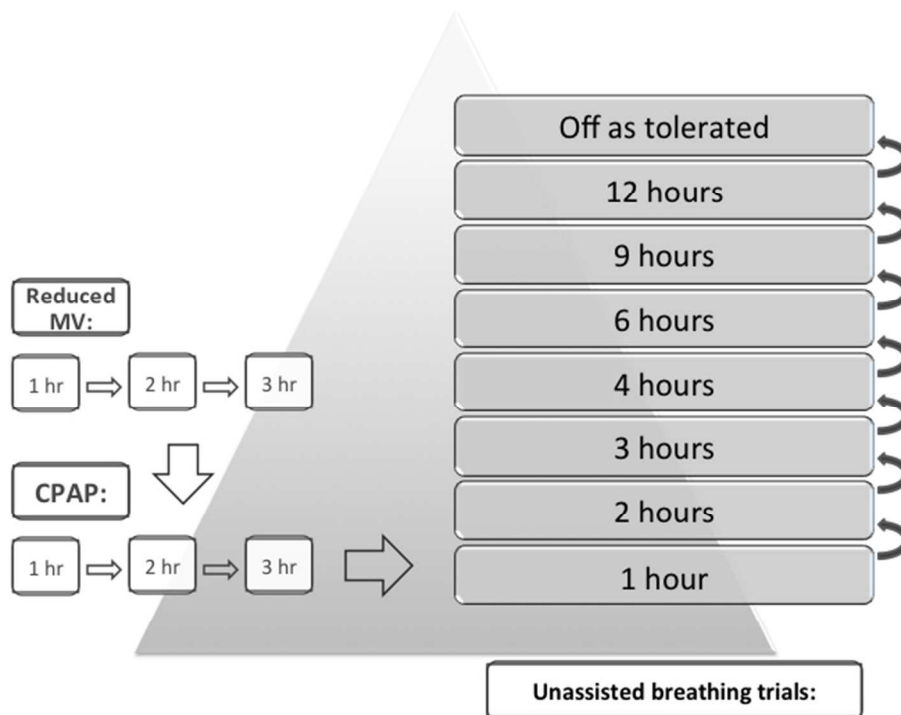 Reduced
MV:
1 hr
2 hr
3 hr
CPAP:
1 hr
2 hr
3 hr
Off as tolerated
12 hours
9 hours
6 hours
4 hours
3 hours
2 hours
1 hour
Unassisted breathing trials: